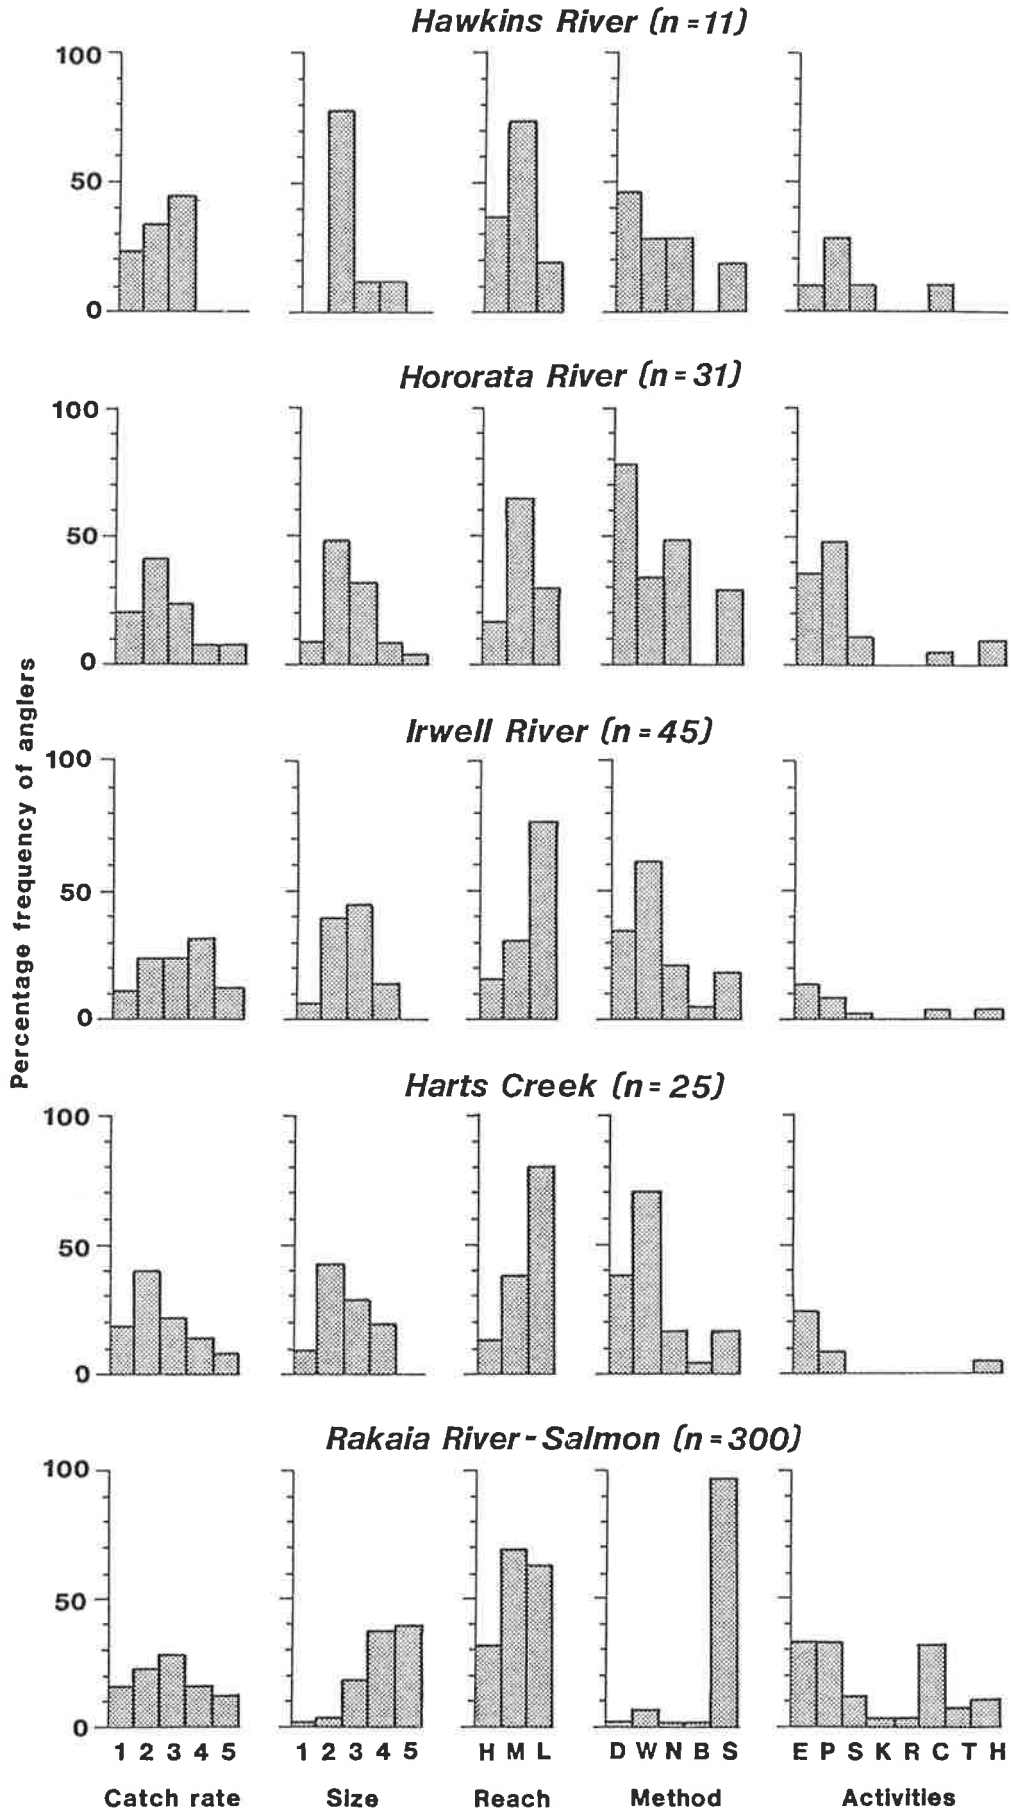 Hawkins River (n=11)
100
50
0
Hororata River (n=31)
100
50
0
Irwell River (n=45)
100
50
0
Harts Creek (n=25)
100
50
0
Rakaia River-Salmon (n=300)
100
50
0
Percentage frequency of anglers
1 2 3 4 5 1 2 3 4 5 H M L D W N B S E P S K R C T H
Catch rate Size Reach Method Activities